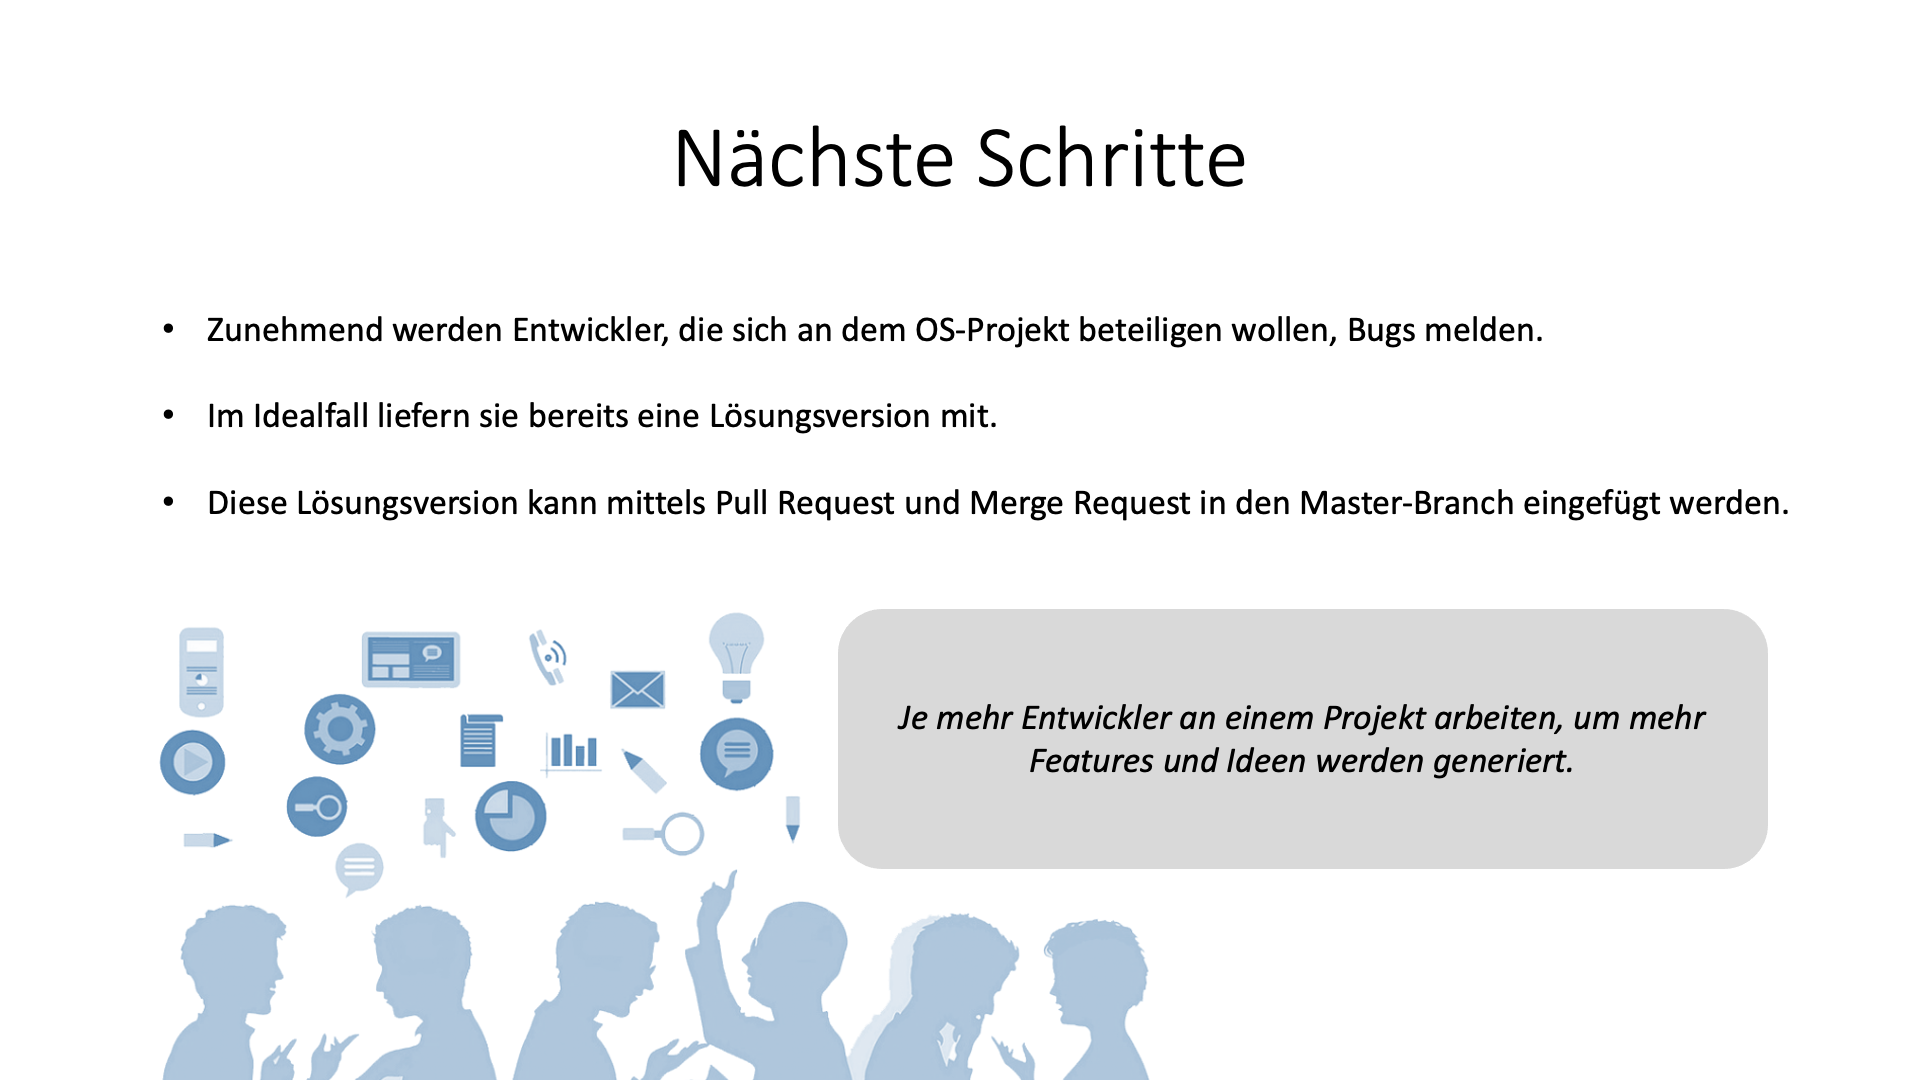 Nächste Schritte
• Zunehmend werden Entwickler, die sich an dem OS-Projekt beteiligen wollen, Bugs melden.
• Im Idealfall liefern sie bereits eine Lösungsversion mit.
• Diese Lösungsversion kann mittels Pull Request und Merge Request in den Master-Branch eingefügt werden.
Je mehr Entwickler an einem Projekt arbeiten, um mehr
Features und Ideen werden generiert.